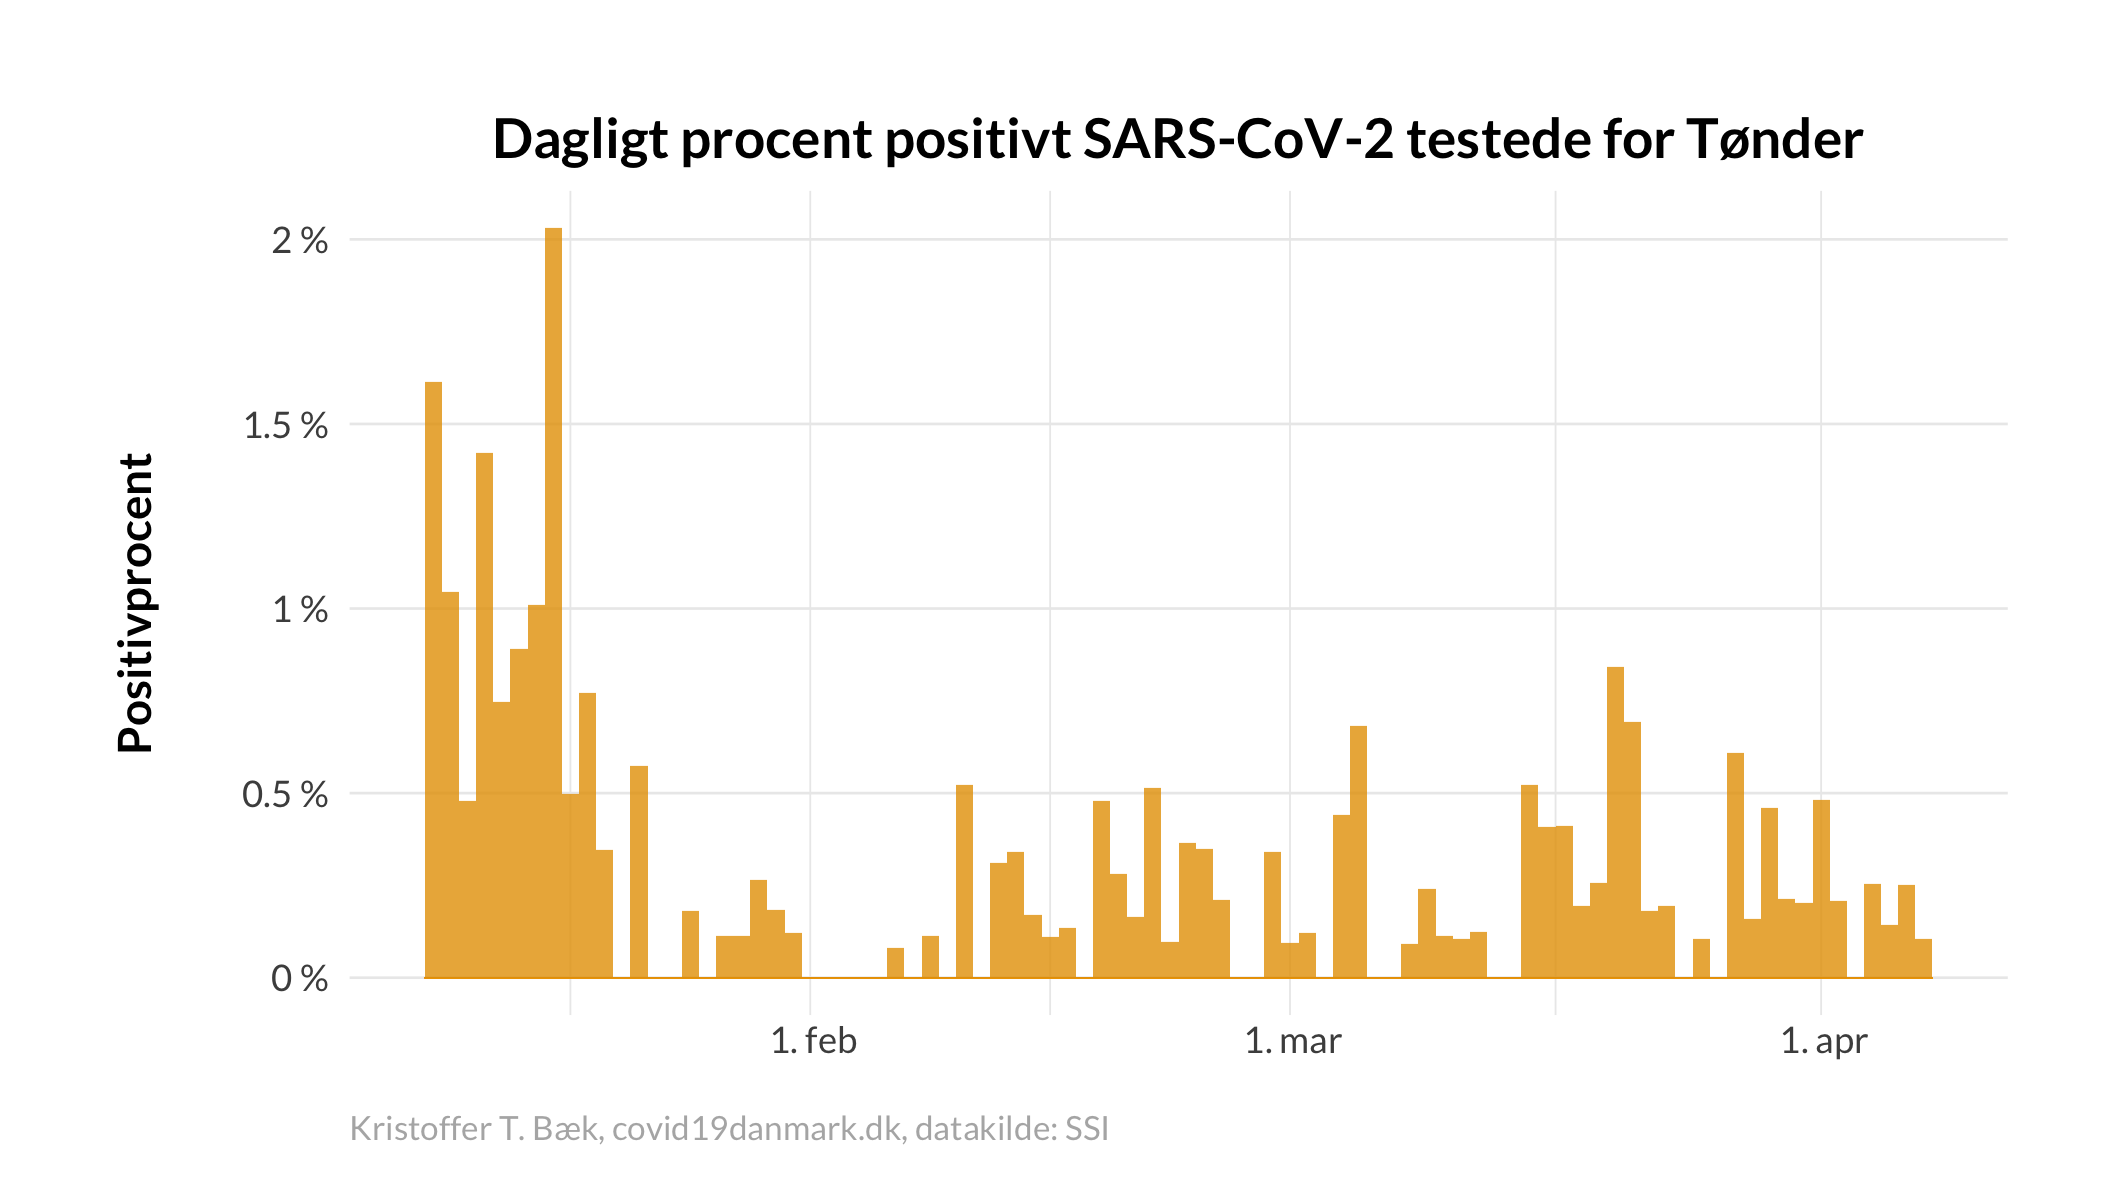 Dagligt procent positivt SARS-CoV-2 testede for Tønder
Positivprocent
2 %
1.5 %
1 %
0.5 %
0 %
1. feb
1. mar
1. apr
Kristoffer T. Bæk, covid19danmark.dk, datakilde: SSI